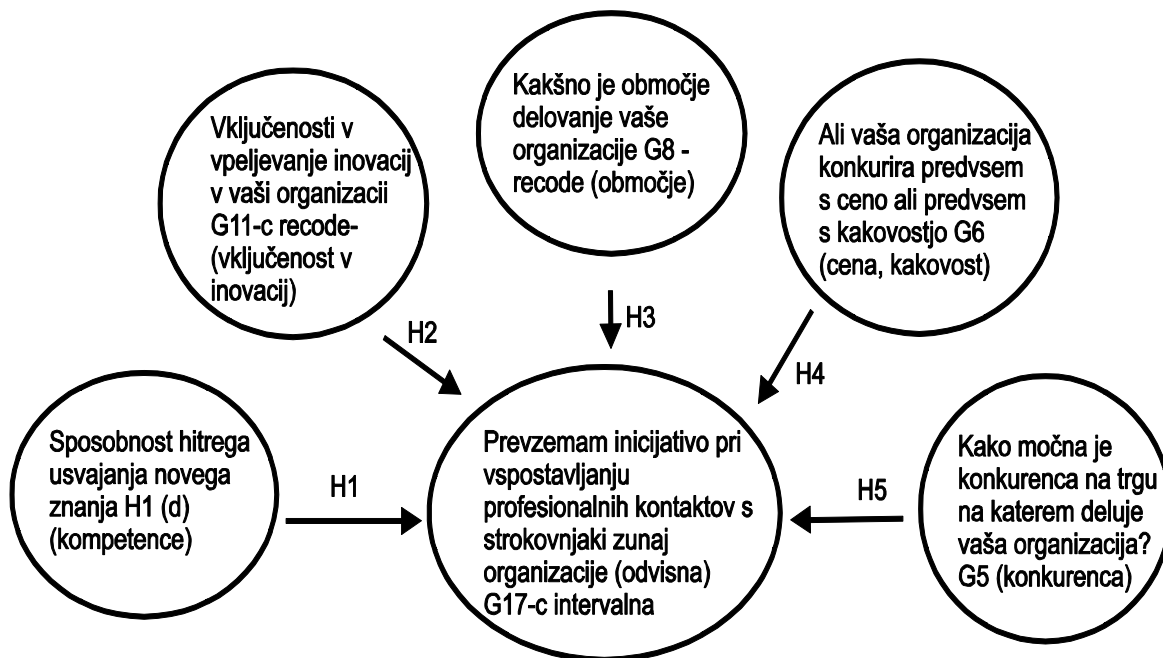 Kakšno je območje
delovanje vaše
organizacije G8 -
recode (območje)
Vključenosti v
vpeljevanje inovacij
v vaši organizacii
G11-c recode-
(vključenost v
inovacij)
Ali vaša organizacija
konkurira predvsem
s ceno ali predvsem
s kakovostjo G6
(cena, kakovost)
H2
H3
H4
Sposobnost hitrega
usvajanja novega
znanja H1 (d)
(kompetence)
H1
Prevzemam inicijativo pri
vspostavljanju
profesionalnih kontaktov s
strokovnjaki zunaj
organizacije (odvisna)
G17-c intervalna
H5
Kako močna je
konkurenca na trgu
na katerem deluje
vaša organizacija?
G5 (konkurenca)